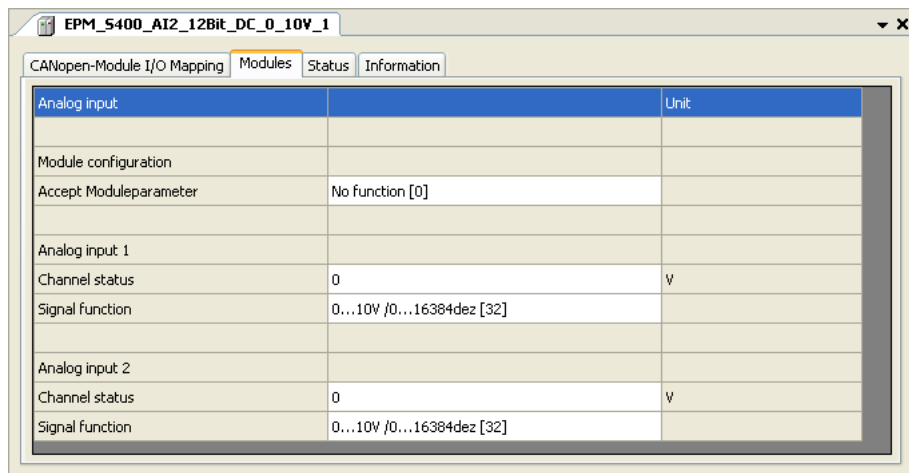 EPM_S400_AI2_12Bit_DC_0_10V_1
CANopen-Module I/O Mapping Modules Status Information
Analog input Unit
Module configuration
Accept Moduleparameter No function [0]
Analog input 1
Channel status 0 V
Signal function 0...10V /0...16384dez [32]
Analog input 2
Channel status 0 V
Signal function 0...10V /0...16384dez [32]